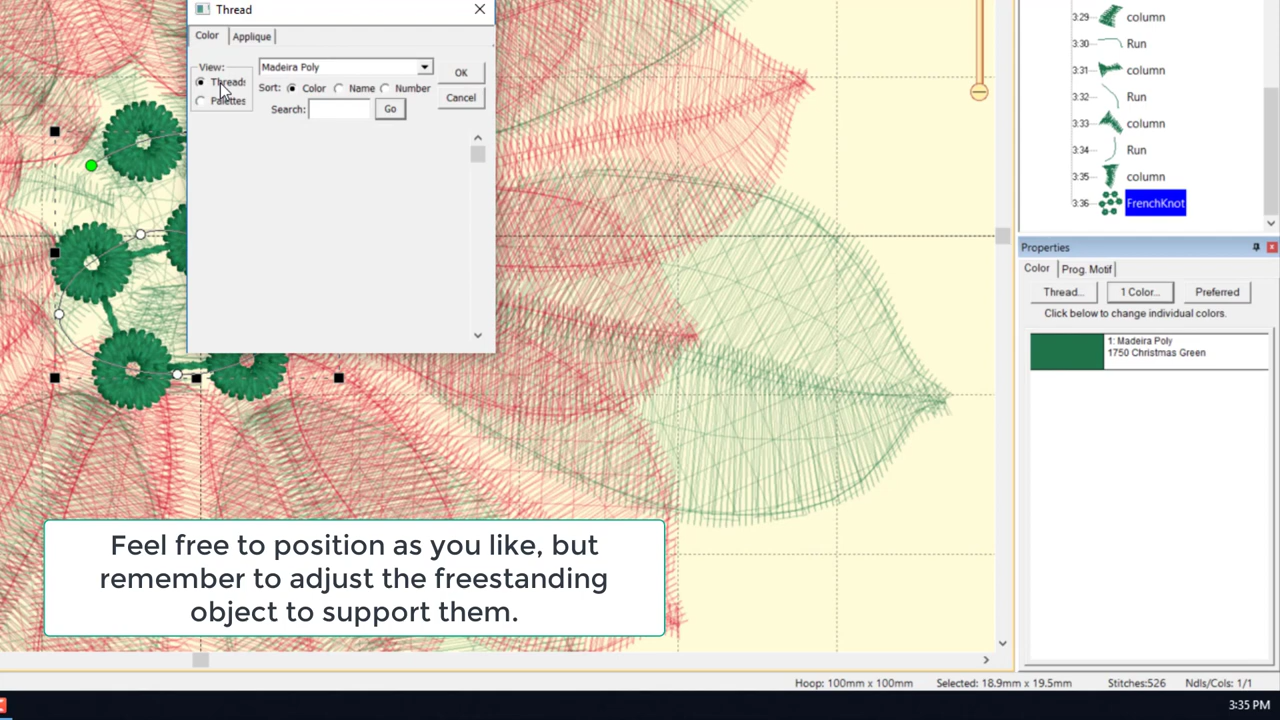 Thread
Color
Applique
View:
Threads
Palettes
Madeira Poly
Sort:
Color
Name
Number
Search:
Go
OK
Cancel
3:29 column
3:30 Run
3:31 column
3:32 Run
3:33 column
3:34 Run
3:35 column
3:36 FrenchKnot
Properties
Color
Prog. Motif
Thread...
1 Color...
Preferred
Click below to change individual colors.
1: Madeira Poly
1750 Christmas Green
Feel free to position as you like, but
remember to adjust the freestanding
object to support them.
Hoop: 100mm x 100mm
Selected: 18.9mm x 19.5mm
Stitches:526
Ndls/Cols: 1/1
3:35 PM